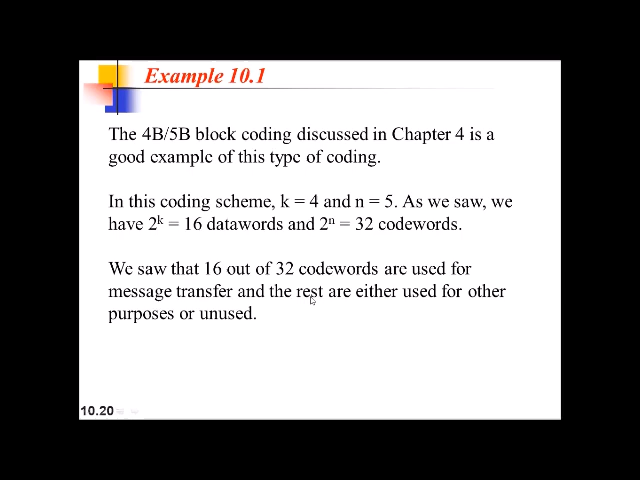 Example 10.1
The 4B/5B block coding discussed in Chapter 4 is a
good example of this type of coding.
In this coding scheme, k = 4 and n = 5. As we saw, we
have 2ᵏ = 16 datawords and 2ⁿ = 32 codewords.
We saw that 16 out of 32 codewords are used for
message transfer and the rest are either used for other
purposes or unused.
10.20